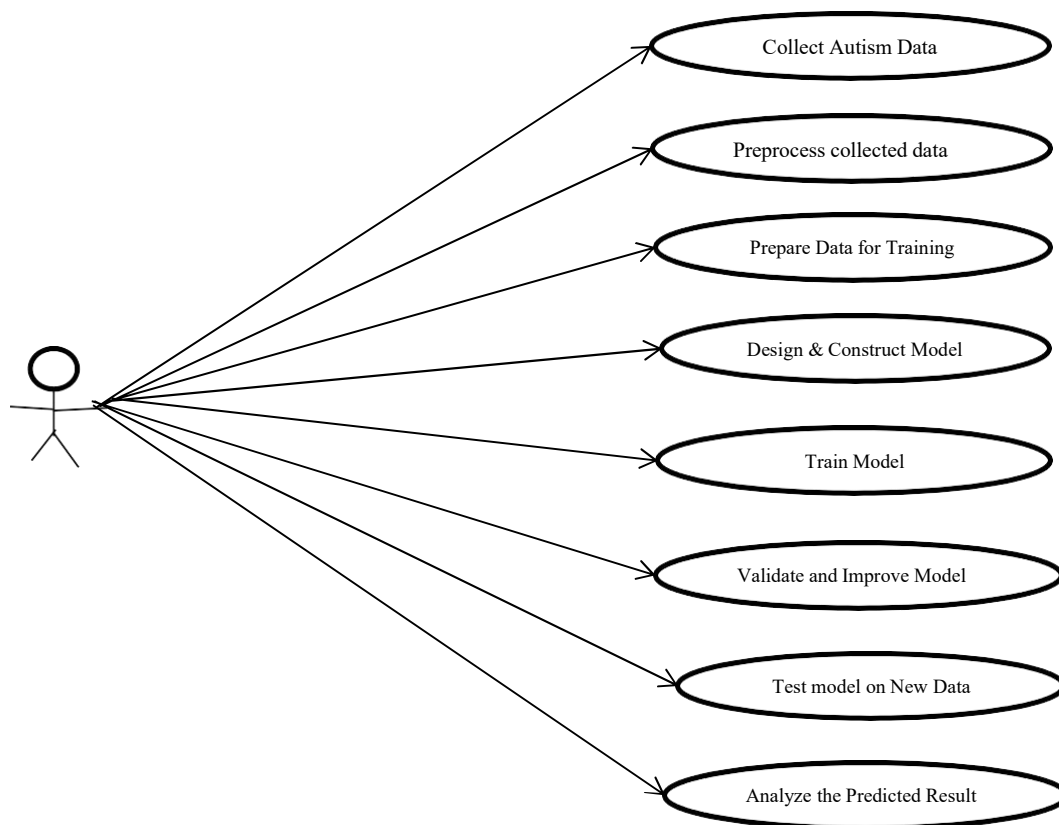 Collect Autism Data
Preprocess collected data
Prepare Data for Training
Design & Construct Model
Train Model
Validate and Improve Model
Test model on New Data
Analyze the Predicted Result